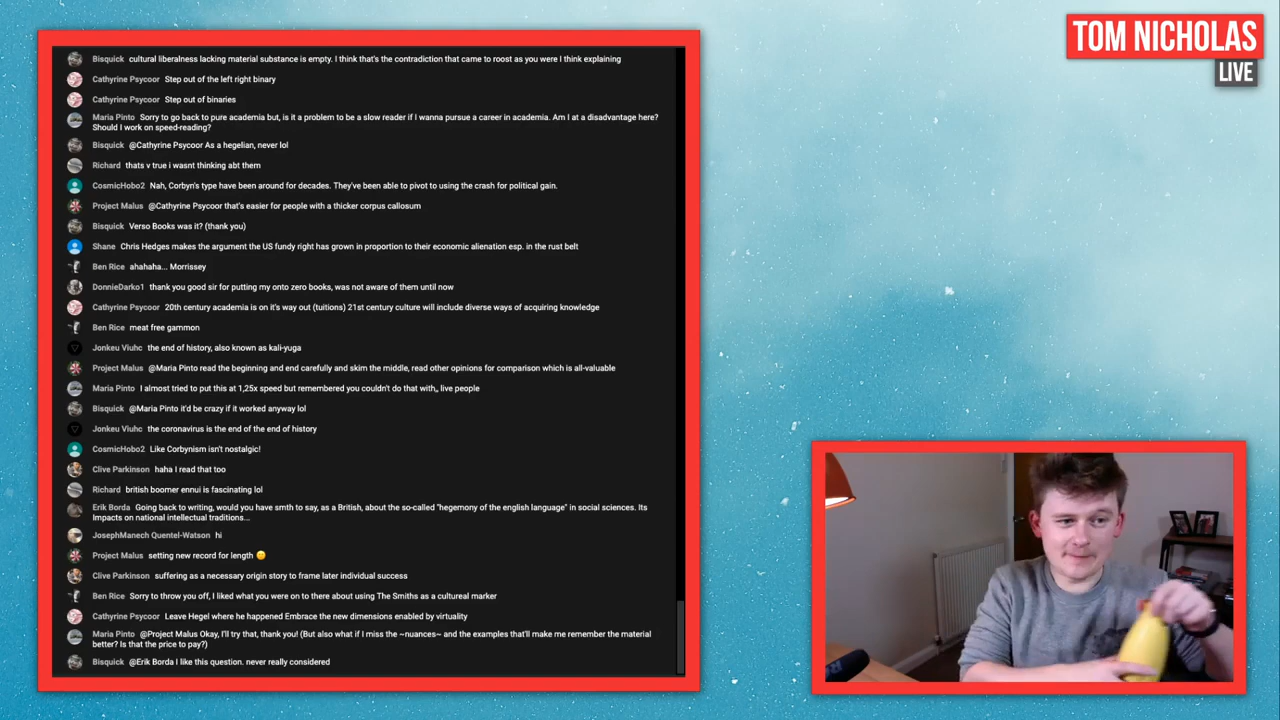 TOM NICHOLAS
LIVE
Bisquick cultural liberalness lacking material substance is empty. I think that's the contradiction that came to roost as you were I think explaining
Cathyrine Psycoor Step out of the left right binary
Cathyrine Psycoor Step out of binaries
Maria Pinto Sorry to go back to pure academia but, is it a problem to be a slow reader if I wanna pursue a career in academia. Am I at a disadvantage here?
Should I work on speed-reading?
Bisquick @Cathyrine Psycoor As a hegelian, never lol
Richard thats v true i wasnt thinking abt them
CosmicHobo2 Nah, Corbyn's type have been around for decades. They've been able to pivot to using the crash for political gain.
Project Malus @Cathyrine Psycoor that's easier for people with a thicker corpus callosum
Bisquick Verso Books was it? (thank you)
Shane Chris Hedges makes the argument the US fundy right has grown in proportion to their economic alienation esp. in the rust belt
Ben Rice ahahaha... Morrissey
DonnieDarko1 thank you good sir for putting my onto zero books, was not aware of them until now
Cathyrine Psycoor 20th century academia is on it's way out (tuitions) 21st century culture will include diverse ways of acquiring knowledge
Ben Rice meat free gammon
Jonkeu Viuhc the end of history, also known as kali-yuga
Project Malus @Maria Pinto read the beginning and end carefully and skim the middle, read other opinions for comparison which is all-valuable
Maria Pinto I almost tried to put this at 1,25x speed but remembered you couldn't do that with,, live people
Bisquick @Maria Pinto it'd be crazy if it worked anyway lol
Jonkeu Viuhc the coronavirus is the end of the end of history
CosmicHobo2 Like Corbynism isn't nostalgic!
Clive Parkinson haha I read that too
Richard british boomer ennui is fascinating lol
Erik Borda Going back to writing, would you have smth to say, as a British, about the so-called "hegemony of the english language" in social sciences. Its
Impacts on national intellectual traditions...
JosephManech Quentel-Watson hi
Project Malus setting new record for length 😊
Clive Parkinson suffering as a necessary origin story to frame later individual success
Ben Rice Sorry to throw you off, I liked what you were on to there about using The Smiths as a cultureal marker
Cathyrine Psycoor Leave Hegel where he happened Embrace the new dimensions enabled by virtuality
Maria Pinto @Project Malus Okay, I'll try that, thank you! (But also what if I miss the ~nuances~ and the examples that'll make me remember the material
better? Is that the price to pay?)
Bisquick @Erik Borda I like this question. never really considered